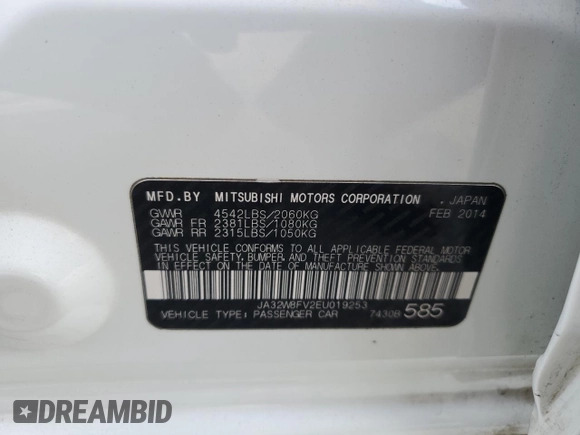 MFD.BY MITSUBISHI MOTORS CORPORATION . JAPAN
GVWR 4542LBS/2060KG FEB 2014
GAWR FR 2381LBS/1080KG
GAWR RR 2315LBS/1050KG
THIS VEHICLE CONFORMS TO ALL APPLICABLE FEDERAL MOTOR
VEHICLE SAFETY, BUMPER, AND THEFT PREVENTION STANDARDS
IN EFFECT ON THE DATE OF MANUFACTURE SHOWN ABOVE.
JA32W8FV2EU019253
VEHICLE TYPE: PASSENGER CAR 7430B 585
DREAMBID